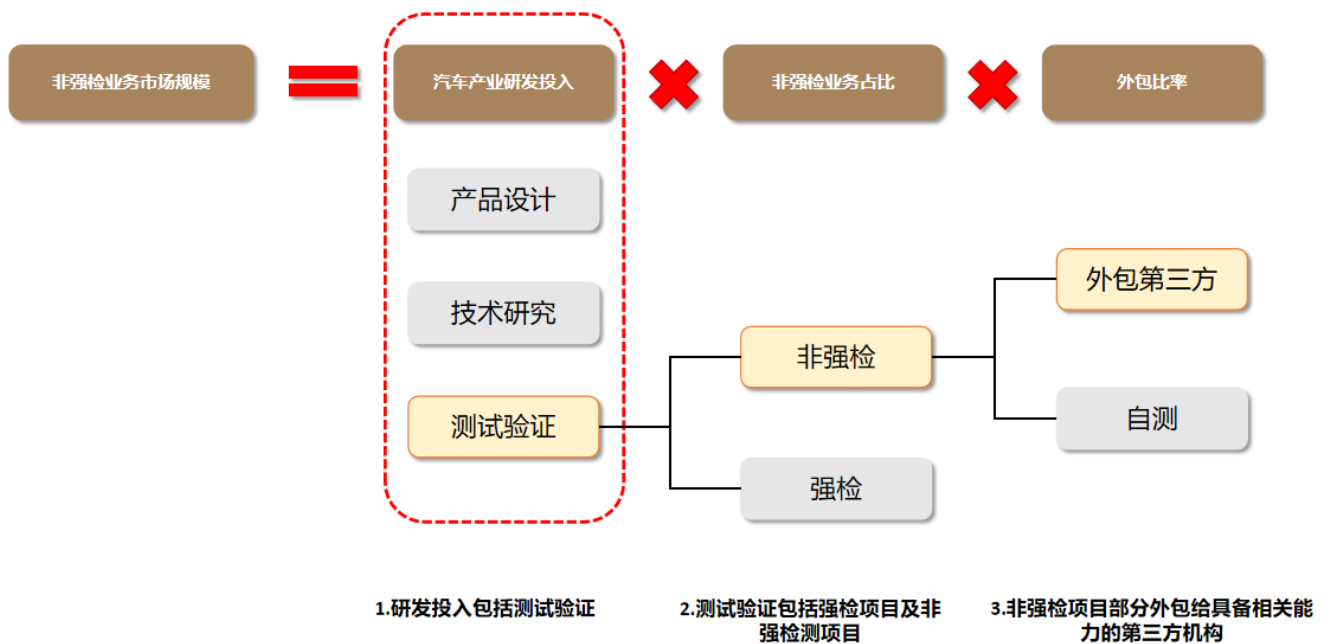 非强检业务市场规模
汽车产业研发投入
非强检业务占比
外包比率
产品设计
技术研究
测试验证
非强检
强检
外包第三方
自测
1.研发投入包括测试验证
2.测试验证包括强检项目及非
强检测项目
3.非强检项目部分外包给具备相关能
力的第三方机构